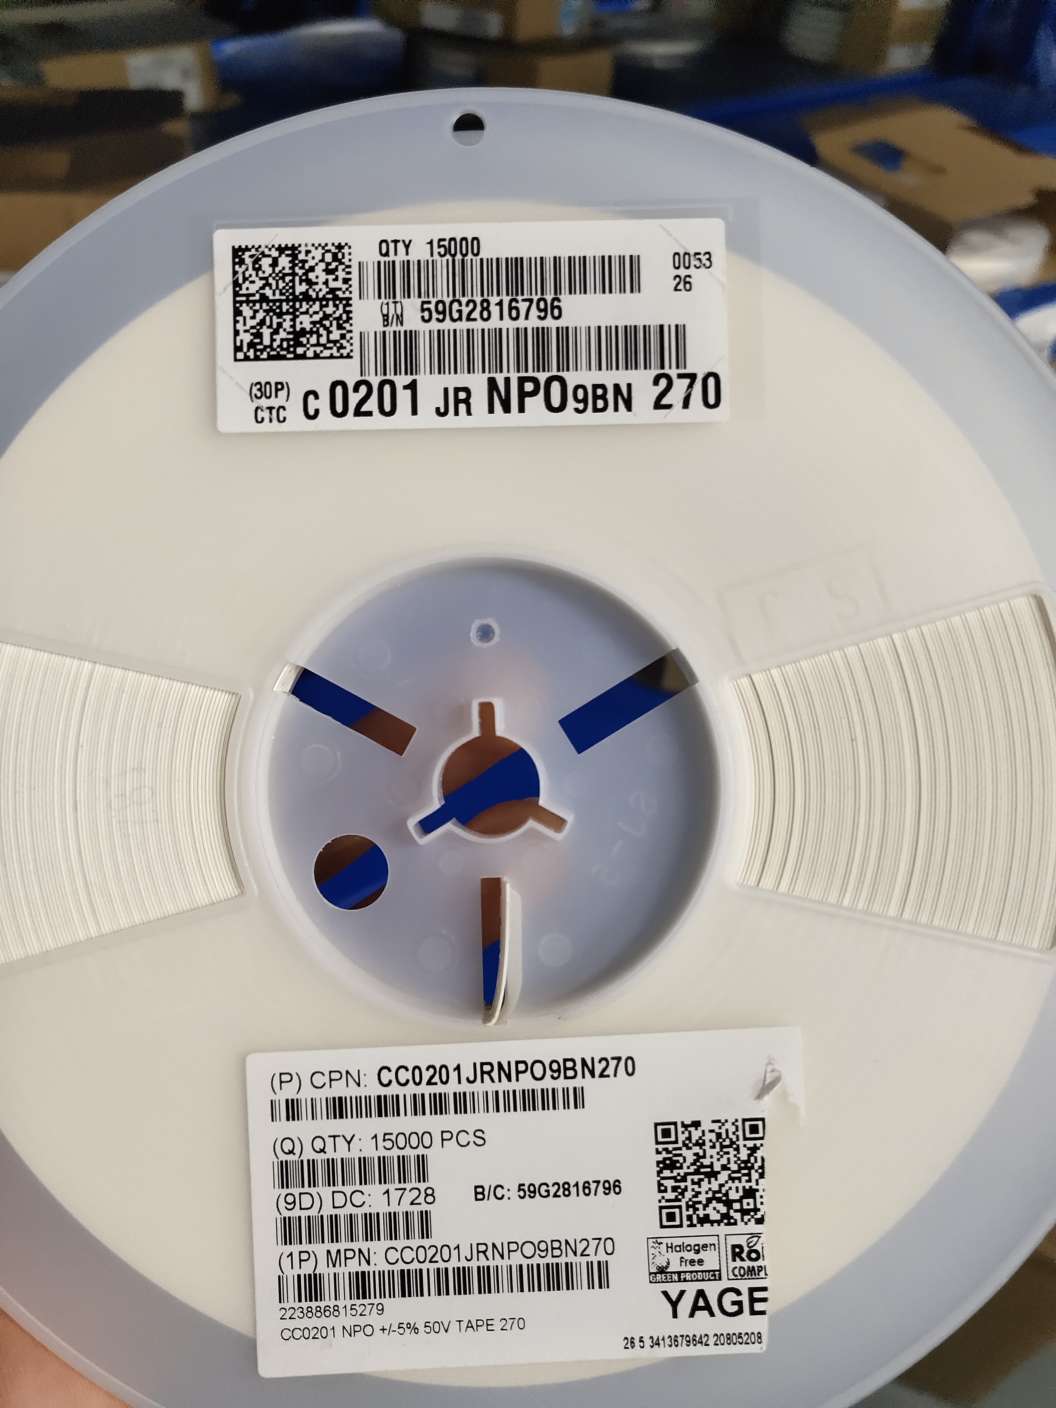 QTY 15000
0053
26
(1T)
B/N 59G2816796
(30P)
CTC C 0201 JR NPO9BN 270
(P) CPN: CC0201JRNPO9BN270
(Q) QTY: 15000 PCS
(9D) DC: 1728 B/C: 59G2816796
(1P) MPN: CC0201JRNPO9BN270
223886815279
CC0201 NPO +/-5% 50V TAPE 270
Halogen
Free
GREEN PRODUCT
Ro
COMPL
YAGE
26 5 3413679642 20805208